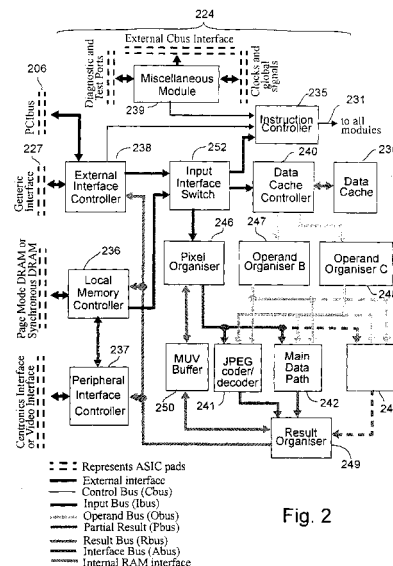 224
External Cbus Interface
Diagnostic and
Test Ports
Miscellaneous
Module
239
Clocks and
global
signals
206
PCIbus
235
Instruction
Controller
231
to all
modules
227
Generic
Interface
External
Interface
Controller
238
252
Input
Interface
Switch
240
Data
Cache
Controller
230
Data
Cache
246
Pixel
Organiser
247
Operand
Organiser B
Operand
Organiser C
248
Page Mode DRAM or
Synchronous DRAM
236
Local
Memory
Controller
237
Peripheral
Interface
Controller
Centronics Interface
or Video Interface
MUV
Buffer
250
JPEG
coder/
decoder
241
Main
Data
Path
242
Result
Organiser
249
Represents ASIC pads
External interface
Control Bus (Cbus)
Input Bus (Ibus)
Operand Bus (Obus)
Partial Result (Pbus)
Result Bus (Rbus)
Interface Bus (Abus)
Internal RAM interface
Fig. 2